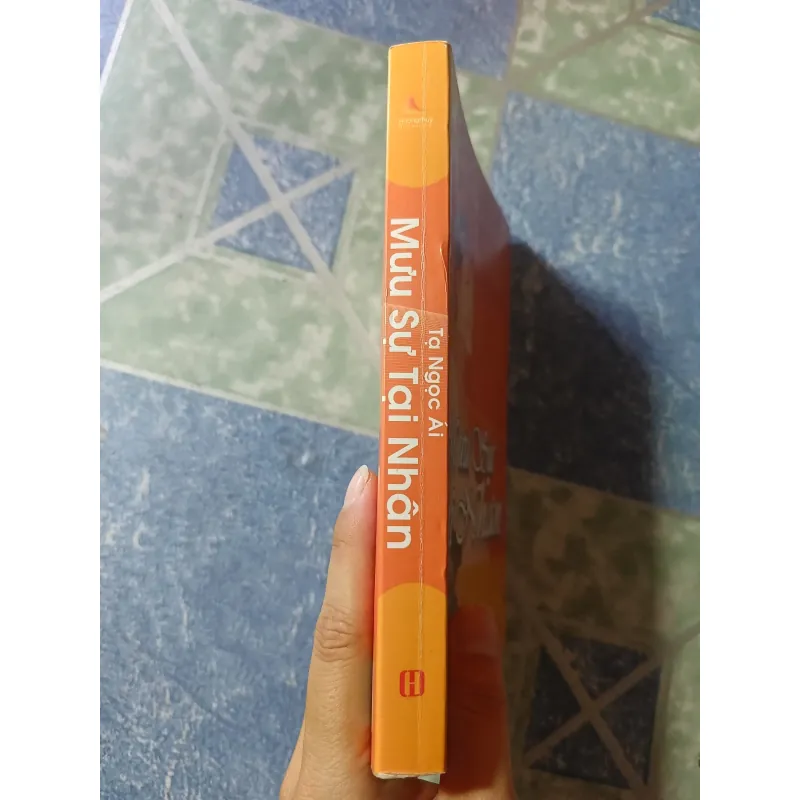 Tạ Ngọc Ái
Mưu Sự Tại Nhân
H